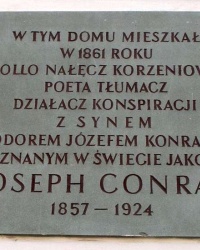 W TYM DOMU MIESZKAŁ
W 1861 ROKU
OLLO NAŁĘCZ KORZENIOW
POETA TŁUMACZ
DZIAŁACZ KONSPIRACJI
Z SYNEM
ODOREM JÓZEFEM KONRA
ZNANYM W ŚWIECIE JAKO
OSEPH CONRA
1857 – 1924